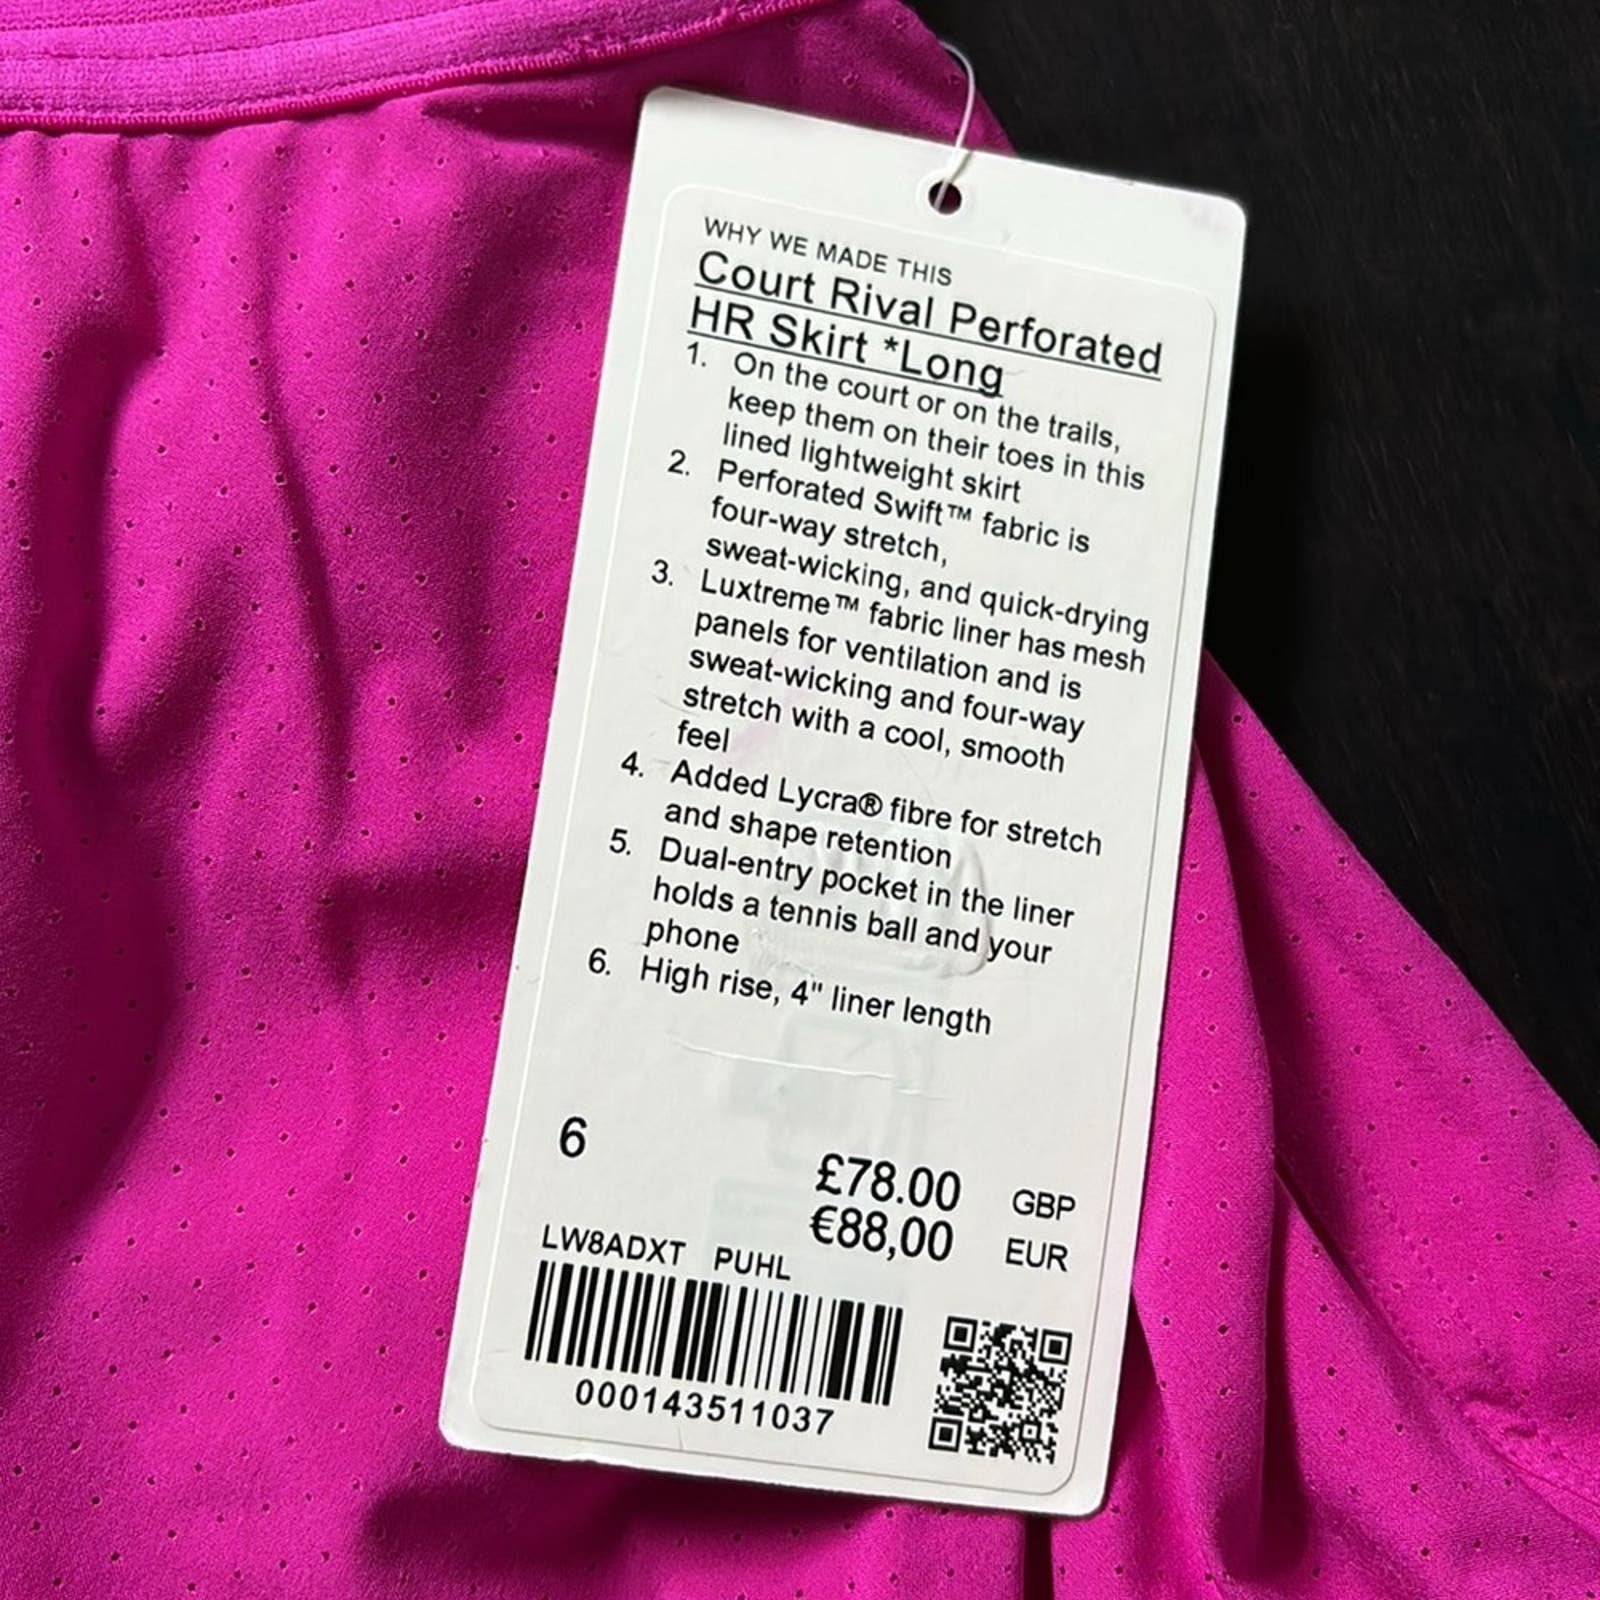 WHY WE MADE THIS
Court Rival Perforated
HR Skirt *Long
1. On the court or on the trails,
keep them on their toes in this
lined lightweight skirt
2. Perforated Swift™ fabric is
four-way stretch,
sweat-wicking, and quick-drying
3. Luxtreme™ fabric liner has mesh
panels for ventilation and is
sweat-wicking and four-way
stretch with a cool, smooth
feel
4. Added Lycra® fibre for stretch
and shape retention
5. Dual-entry pocket in the liner
holds a tennis ball and your
phone
6. High rise, 4" liner length
6
£78.00 GBP
€88,00 EUR
LW8ADXT PUHL
000143511037